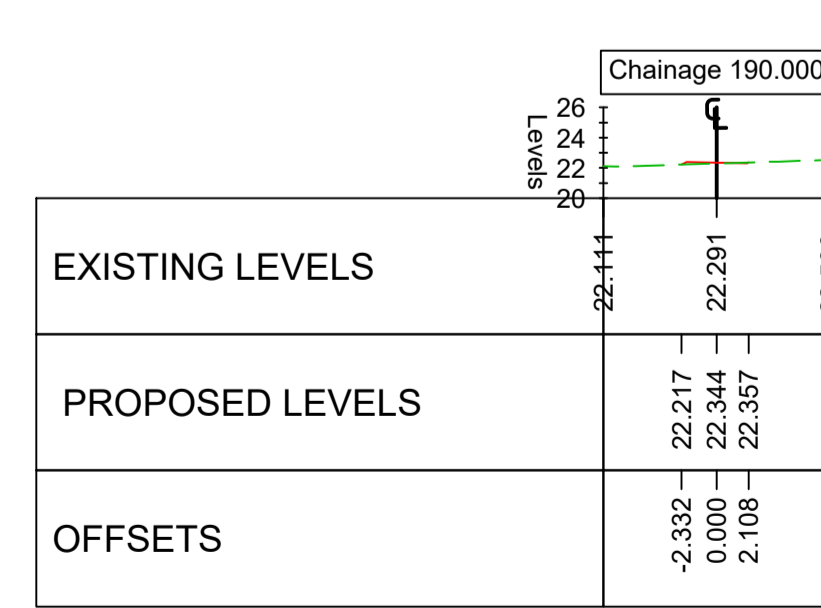 Chainage 190.000
26
24
22
20
Levels
EXISTING LEVELS
22.111
22.291
PROPOSED LEVELS
22.217
22.344
22.357
OFFSETS
-2.332
0.000
2.108